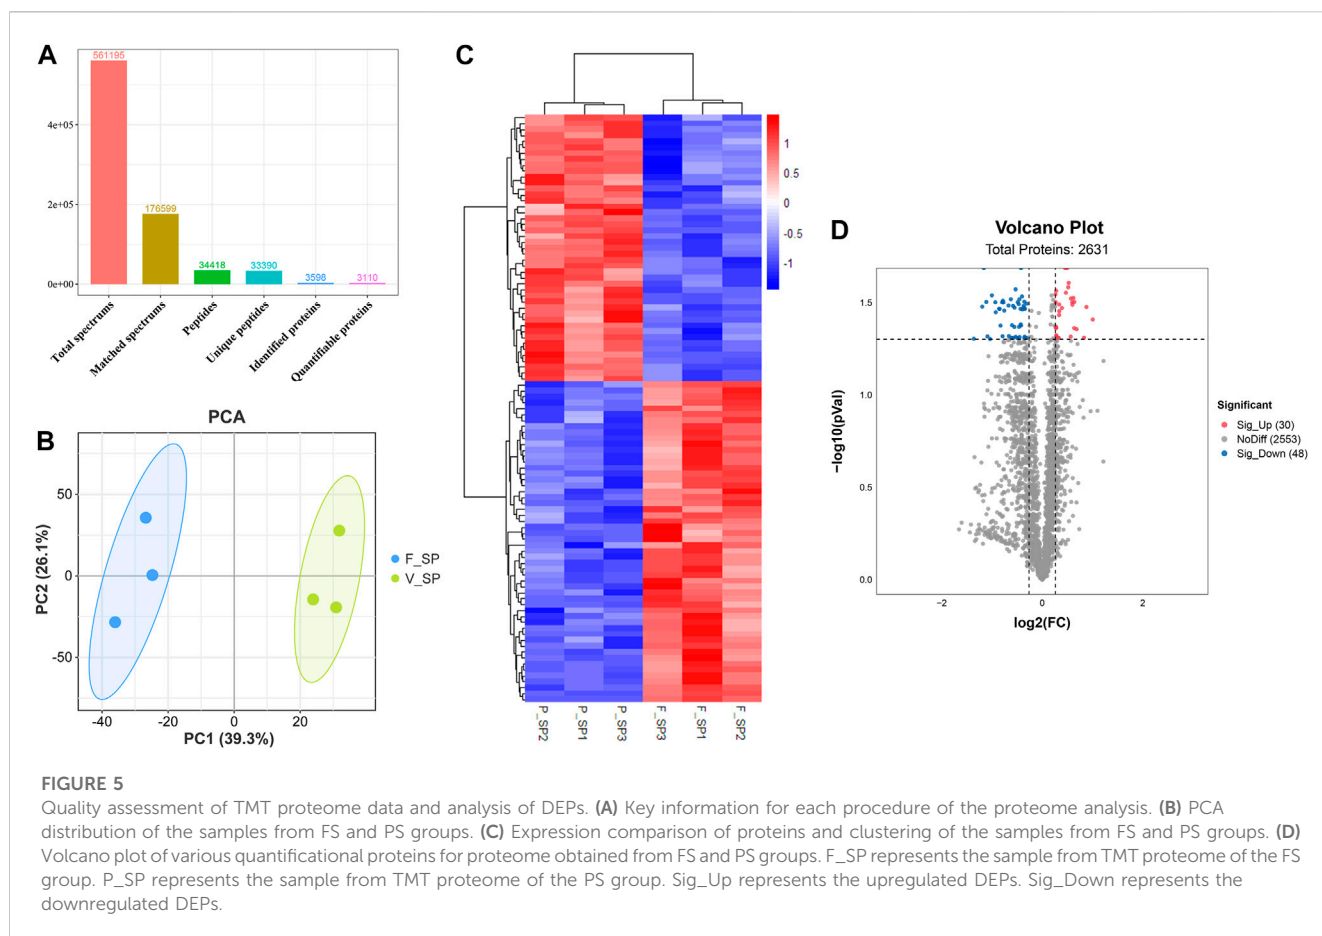 A
561195
176599
34418
33390
3598
3110
4e+05
2e+05
0e+00
Total spectrums
Matched spectrums
Peptides
Unique peptides
Identified proteins
Quantifiable proteins
B
PCA
50
0
-50
-40
-20
0
20
PC1 (39.3%)
PC2 (26.1%)
F_SP
V_SP
C
1
0.5
0
-0.5
-1
P_SP2
P_SP1
P_SP3
F_SP3
F_SP1
F_SP2
D
Volcano Plot
Total Proteins: 2631
1.5
1.0
0.5
0.0
-2
0
2
log2(FC)
-log10(pVal)
Significant
Sig_Up (30)
NoDiff (2553)
Sig_Down (48)
FIGURE 5
Quality assessment of TMT proteome data and analysis of DEPs. (A) Key information for each procedure of the proteome analysis. (B) PCA
distribution of the samples from FS and PS groups. (C) Expression comparison of proteins and clustering of the samples from FS and PS groups. (D)
Volcano plot of various quantificational proteins for proteome obtained from FS and PS groups. F_SP represents the sample from TMT proteome of the FS
group. P_SP represents the sample from TMT proteome of the PS group. Sig_Up represents the upregulated DEPs. Sig_Down represents the
downregulated DEPs.